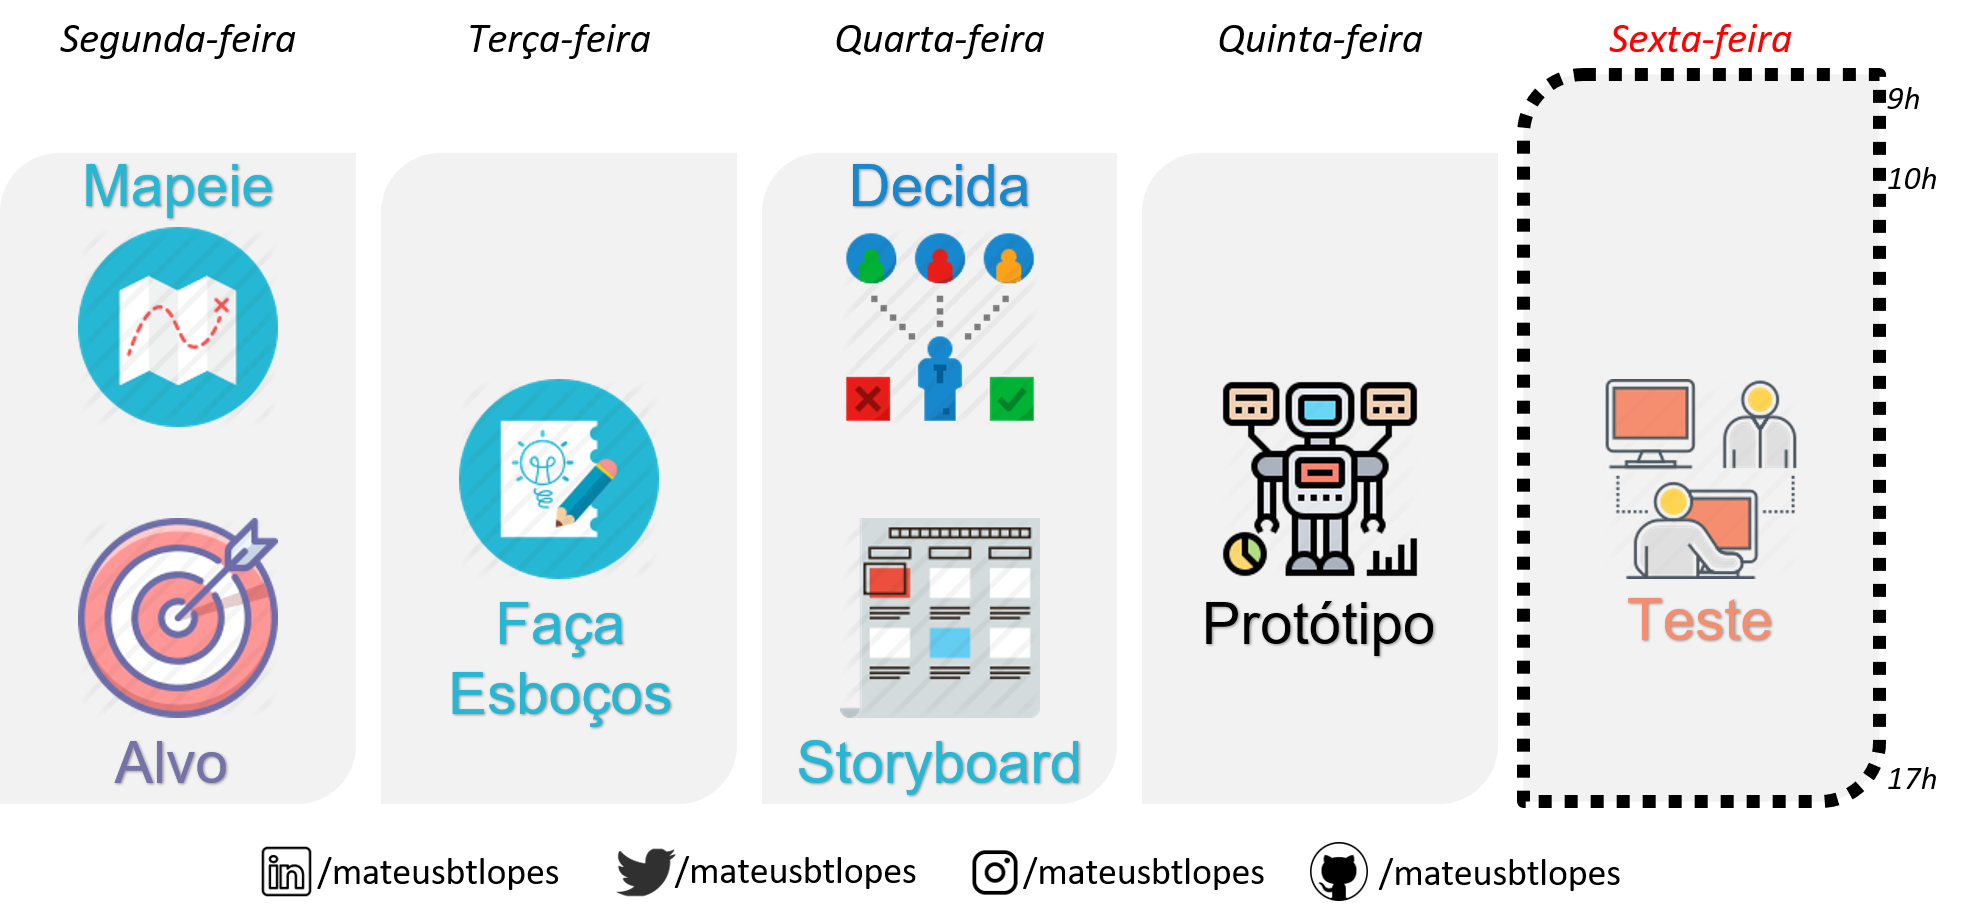 Segunda-feira
Terça-feira
Quarta-feira
Quinta-feira
Sexta-feira
9h
10h
Mapeie
Decida
Faça
Esboços
Protótipo
Teste
Alvo
Storyboard
17h
in /mateusbtlopes
/mateusbtlopes
/mateusbtlopes
/mateusbtlopes